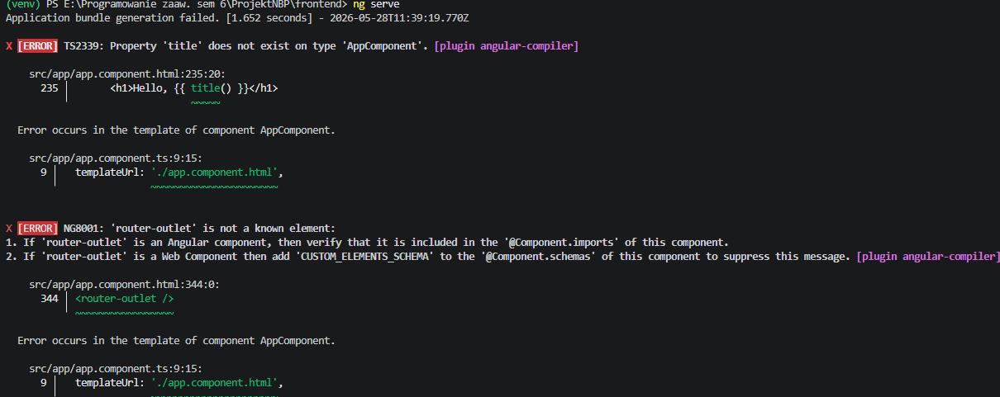 (venv) PS E:\Programowanie zaaw. sem 6\ProjektNBP\frontend> ng serve
Application bundle generation failed. [1.652 seconds] - 2026-05-28T11:39:19.770Z
X [ERROR] TS2339: Property 'title' does not exist on type 'AppComponent'. [plugin angular-compiler]
src/app/app.component.html:235:20:
235 │ <h1>Hello, {{ title() }}</h1>
~~~~~
Error occurs in the template of component AppComponent.
src/app/app.component.ts:9:15:
9 │ templateUrl: './app.component.html',
~~~~~~~~~~~~~~~~~~~~~~
X [ERROR] NG8001: 'router-outlet' is not a known element:
1. If 'router-outlet' is an Angular component, then verify that it is included in the '@Component.imports' of this component.
2. If 'router-outlet' is a Web Component then add 'CUSTOM_ELEMENTS_SCHEMA' to the '@Component.schemas' of this component to suppress this message. [plugin angular-compiler]
src/app/app.component.html:344:0:
344 │ <router-outlet />
~~~~~~~~~~~~~~~~~
Error occurs in the template of component AppComponent.
src/app/app.component.ts:9:15:
9 │ templateUrl: './app.component.html',
~~~~~~~~~~~~~~~~~~~~~~